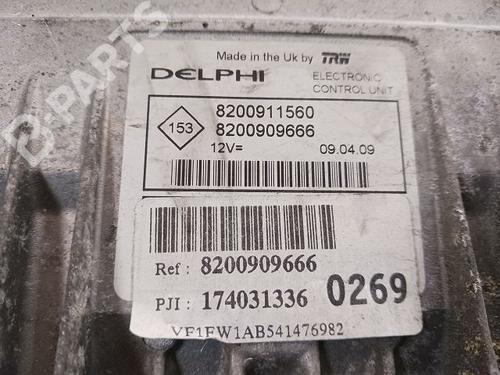 Made in the Uk by TRW
DELPHI ELECTRONIC
CONTROL UNIT
153
8200911560
8200909666
12V= 09.04.09
Ref : 8200909666
PJI : 174031336 0269
VF1FW1AB541476982
B-PARTS